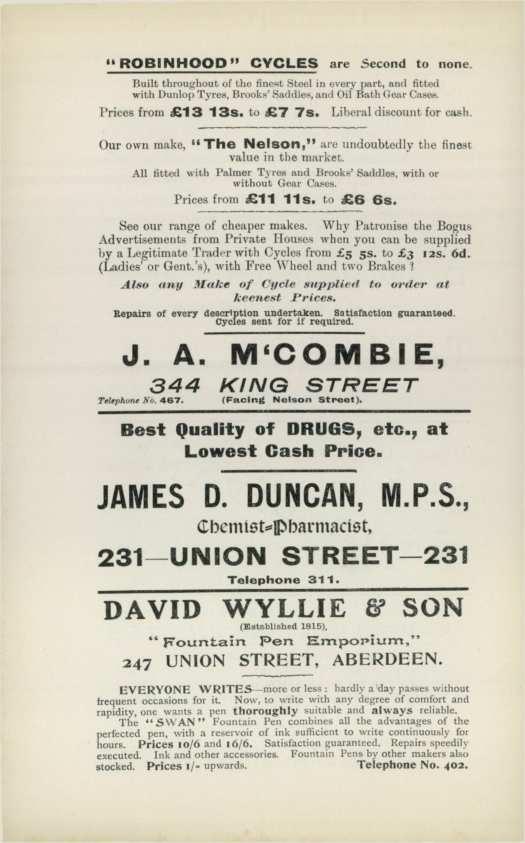 "ROBINHOOD" CYCLES are Second to none.
Built throughout of the finest Steel in every part, and fitted
with Dunlop Tyres, Brooks' Saddles, and Oil Bath Gear Cases.
Prices from £13 13s. to £7 7s. Liberal discount for cash.
Our own make, "The Nelson," are undoubtedly the finest
value in the market.
All fitted with Palmer Tyres and Brooks' Saddles, with or
without Gear Cases.
Prices from £11 11s. to £6 6s.
See our range of cheaper makes. Why Patronise the Bogus
Advertisements from Private Houses when you can be supplied
by a Legitimate Trader with Cycles from £5 5s. to £3 12s. 6d.
(Ladies' or Gent.'s), with Free Wheel and two Brakes ?
Also any Make of Cycle supplied to order at
keenest Prices.
Repairs of every description undertaken. Satisfaction guaranteed.
Cycles sent for if required.
J. A. M'COMBIE,
344 KING STREET
Telephone No. 467. (Facing Nelson Street).
Best Quality of DRUGS, etc., at
Lowest Cash Price.
JAMES D. DUNCAN, M.P.S.,
Chemist=Pharmacist,
231—UNION STREET—231
Telephone 311.
DAVID WYLLIE & SON
(Established 1815),
"Fountain Pen Emporium,"
247 UNION STREET, ABERDEEN.
EVERYONE WRITES—more or less: hardly a day passes without
frequent occasions for it. Now, to write with any degree of comfort and
rapidity, one wants a pen thoroughly suitable and always reliable.
The "SWAN" Fountain Pen combines all the advantages of the
perfected pen, with a reservoir of ink sufficient to write continuously for
hours. Prices 10/6 and 16/6. Satisfaction guaranteed. Repairs speedily
executed. Ink and other accessories. Fountain Pens by other makers also
stocked. Prices 1/- upwards. Telephone No. 402.